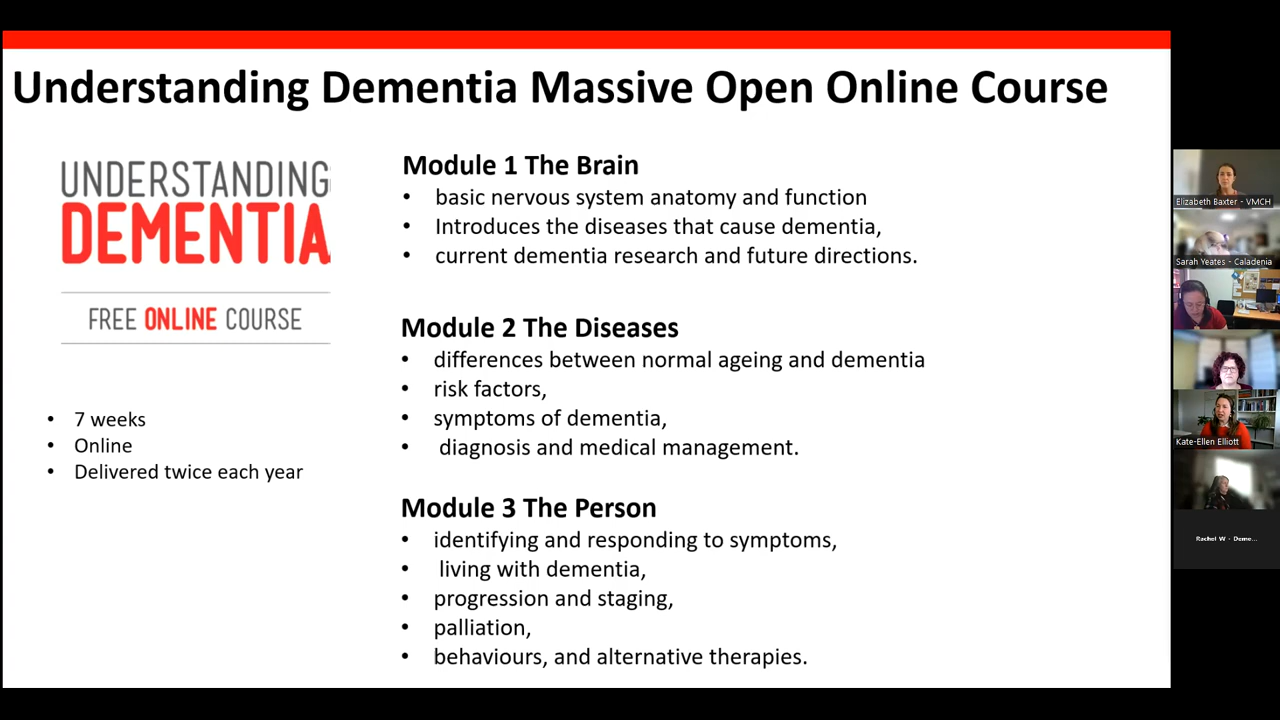 Understanding Dementia Massive Open Online Course
UNDERSTANDING
DEMENTIA
FREE ONLINE COURSE
• 7 weeks
• Online
• Delivered twice each year
Module 1 The Brain
• basic nervous system anatomy and function
• Introduces the diseases that cause dementia,
• current dementia research and future directions.
Module 2 The Diseases
• differences between normal ageing and dementia
• risk factors,
• symptoms of dementia,
• diagnosis and medical management.
Module 3 The Person
• identifying and responding to symptoms,
• living with dementia,
• progression and staging,
• palliation,
• behaviours, and alternative therapies.
Elizabeth Baxter - VMCH
Sarah Yeates - Caladenia
Kate-Ellen Elliott
Rachel W - Deme...